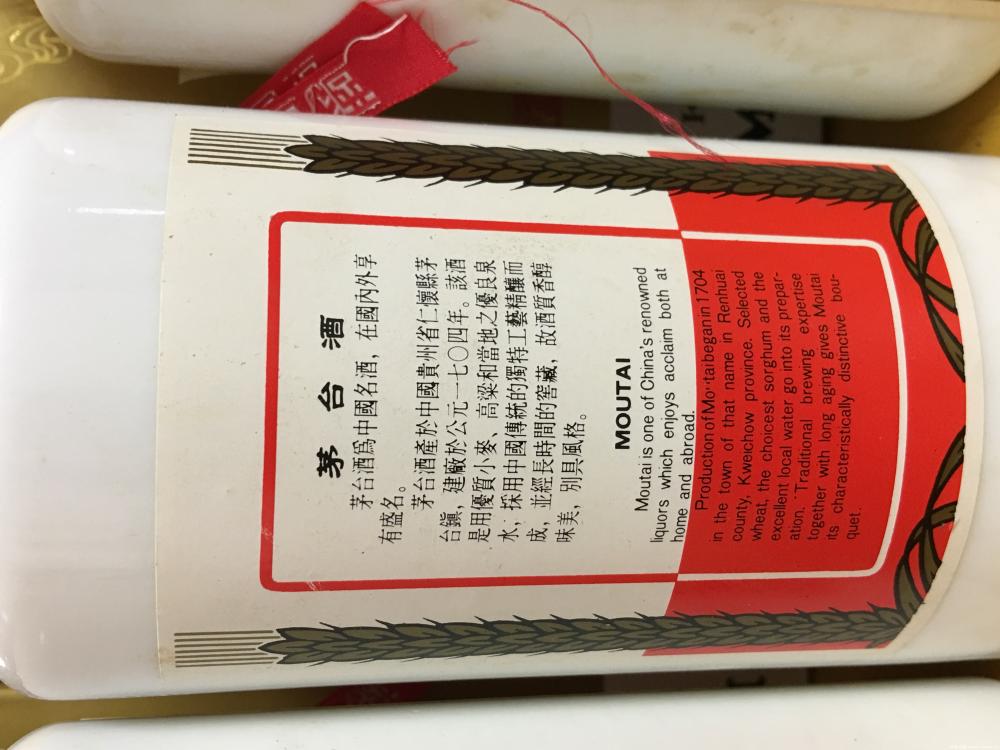 茅台酒
茅台酒爲中國名酒，在國內外享
有盛名。
茅台酒產於中國貴州省仁懷縣茅
台鎮，建廠於公元一七〇四年。該酒
是用優質小麥、高粱和當地之優良泉
水，採用中國傳統的獨特工藝精釀而
成，並經長時間的窖藏，故酒質香醇
味美，別具風格。
MOUTAI
Moutai is one of China's renowned
liquors which enjoys acclaim both at
home and abroad.
Production of Moutai began in 1704
in the town of that name in Renhuai
county, Kweichow province. Selected
wheat, the choicest sorghum and the
excellent local water go into its prepar-
ation. Traditional brewing expertise
together with long aging gives Moutai
its characteristically distinctive bou-
quet.